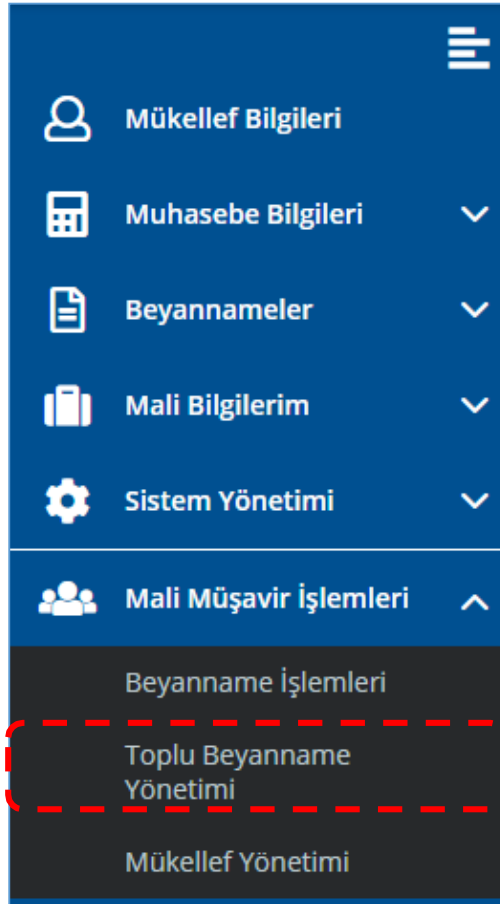 Mükellef Bilgileri
Muhasebe Bilgileri
Beyannameler
Mali Bilgilerim
Sistem Yönetimi
Mali Müşavir İşlemleri
Beyanname İşlemleri
Toplu Beyanname
Yönetimi
Mükellef Yönetimi